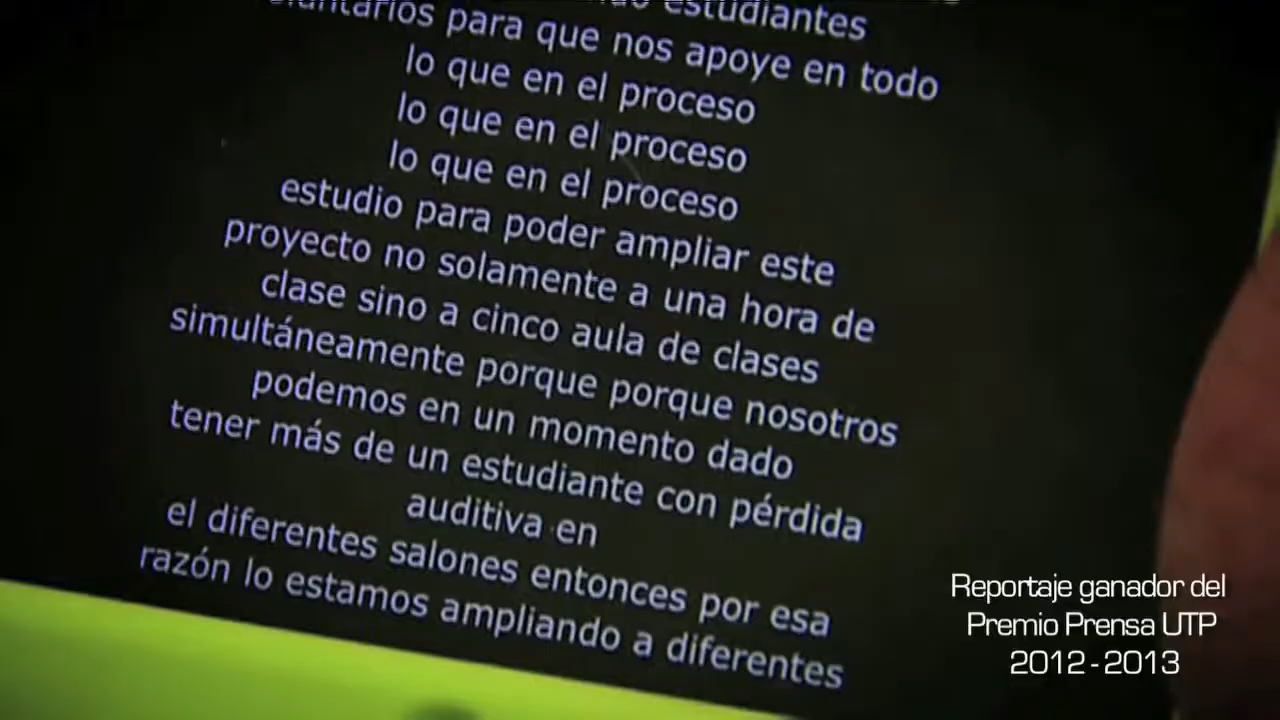 estudiantes
voluntarios para que nos apoye en todo
lo que en el proceso
lo que en el proceso
lo que en el proceso
estudio para poder ampliar este
proyecto no solamente a una hora de
clase sino a cinco aula de clases
simultáneamente porque porque nosotros
podemos en un momento dado
tener más de un estudiante con pérdida
auditiva en
el diferentes salones entonces por esa
razón lo estamos ampliando a diferentes
Reportaje ganador del
Premio Prensa UTP
2012-2013